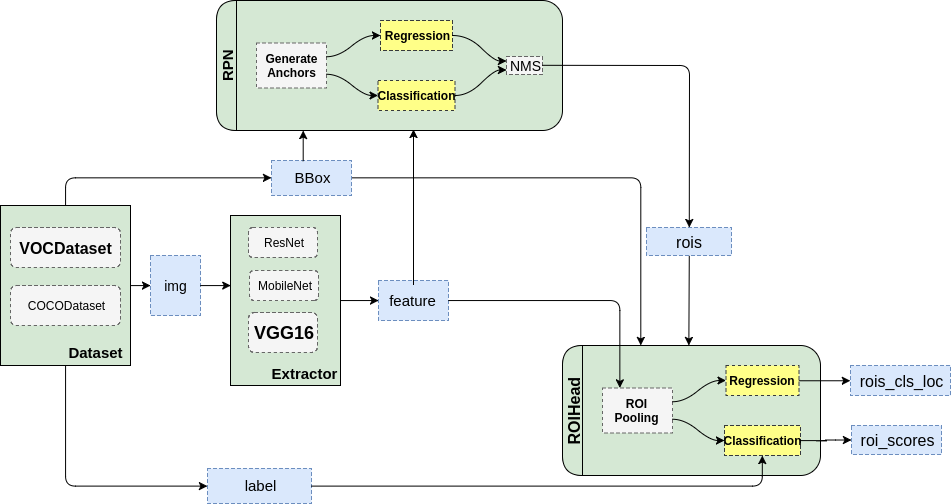 RPN
Generate
Anchors
Regression
Classification
NMS
BBox
rois
VOCDataset
COCODataset
Dataset
img
ResNet
MobileNet
VGG16
Extractor
feature
ROIHead
ROI
Pooling
Regression
Classification
rois_cls_loc
roi_scores
label